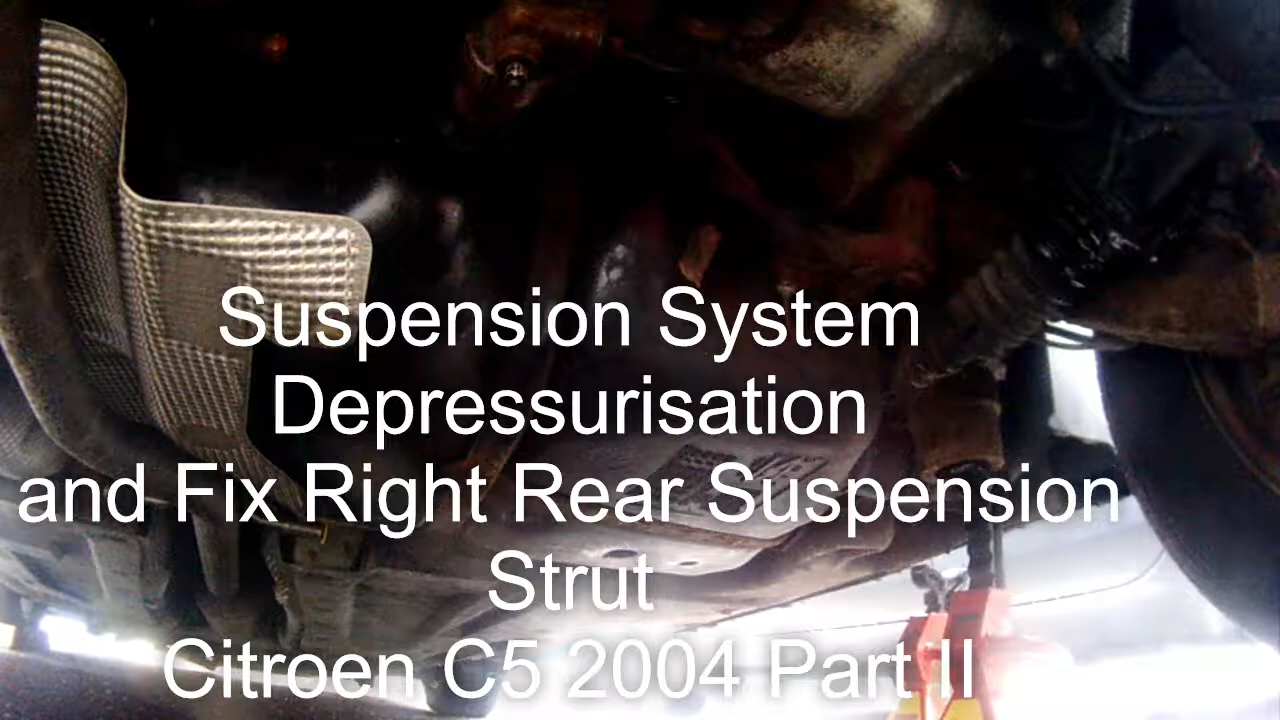 Suspension System
Depressurisation
and Fix Right Rear Suspension
Strut
Citroen C5 2004 Part II